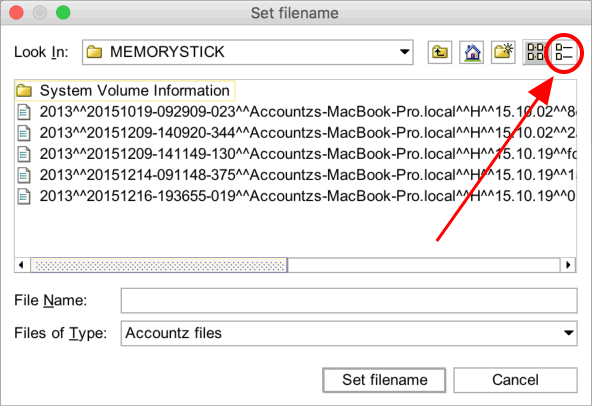 Set filename
Look In: MEMORYSTICK
System Volume Information
2013^^20151019-092909-023^^Accountzs-MacBook-Pro.local^^H^^15.10.02^^8
2013^^20151209-140920-344^^Accountzs-MacBook-Pro.local^^H^^15.10.02^^2
2013^^20151209-141149-130^^Accountzs-MacBook-Pro.local^^H^^15.10.19^^f
2013^^20151214-091148-375^^Accountzs-MacBook-Pro.local^^H^^15.10.19^^1
2013^^20151216-193655-019^^Accountzs-MacBook-Pro.local^^H^^15.10.19^^0
File Name:
Files of Type: Accountz files
Set filename Cancel